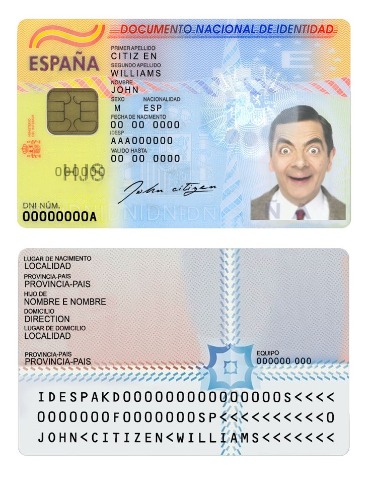 DOCUMENTO NACIONAL DE IDENTIDAD
ESPAÑA
PRIMER APELLIDO
CITIZEN
SEGUNDO APELLIDO
WILLIAMS
NOMBRE
JOHN
SEXO NACIONALIDAD
M ESP
FECHA DE NACIMIENTO
00 00 0000
IDESP
AAA000000
VALIDO HASTA
00 00 0000
John citizen
DNI NÚM.
00000000A
LUGAR DE NACIMIENTO
LOCALIDAD
PROVINCIA-PAIS
PROVINCIA-PAIS
HIJO DE
NOMBRE E NOMBRE
DOMICILIO
DIRECTION
LUGAR DE DOMICILIO
LOCALIDAD
PROVINCIA-PAIS
PROVINCIA-PAIS
EQUIPO
000000 000
IDESPAKD000000000000000S<<<<
0000000F0000000SP<<<<<<<<<0
JOHN<CITIZEN<WILLIAMS<<<<<<<